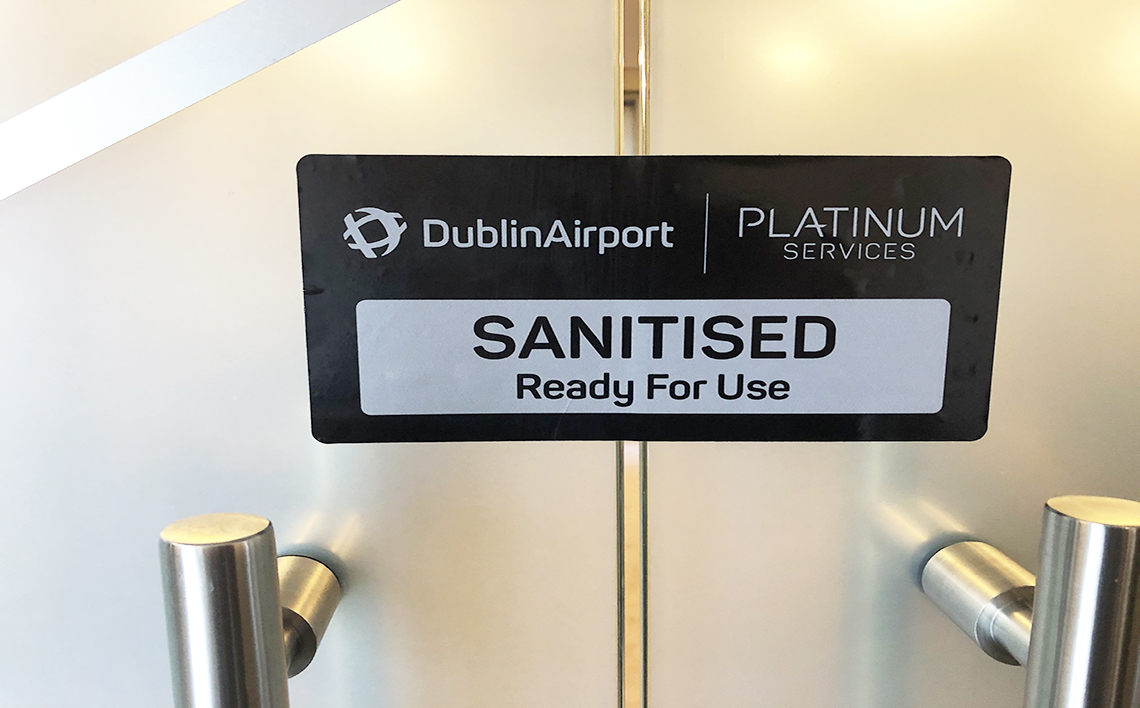 DublinAirport
PLATINUM
SERVICES
SANITISED
Ready For Use